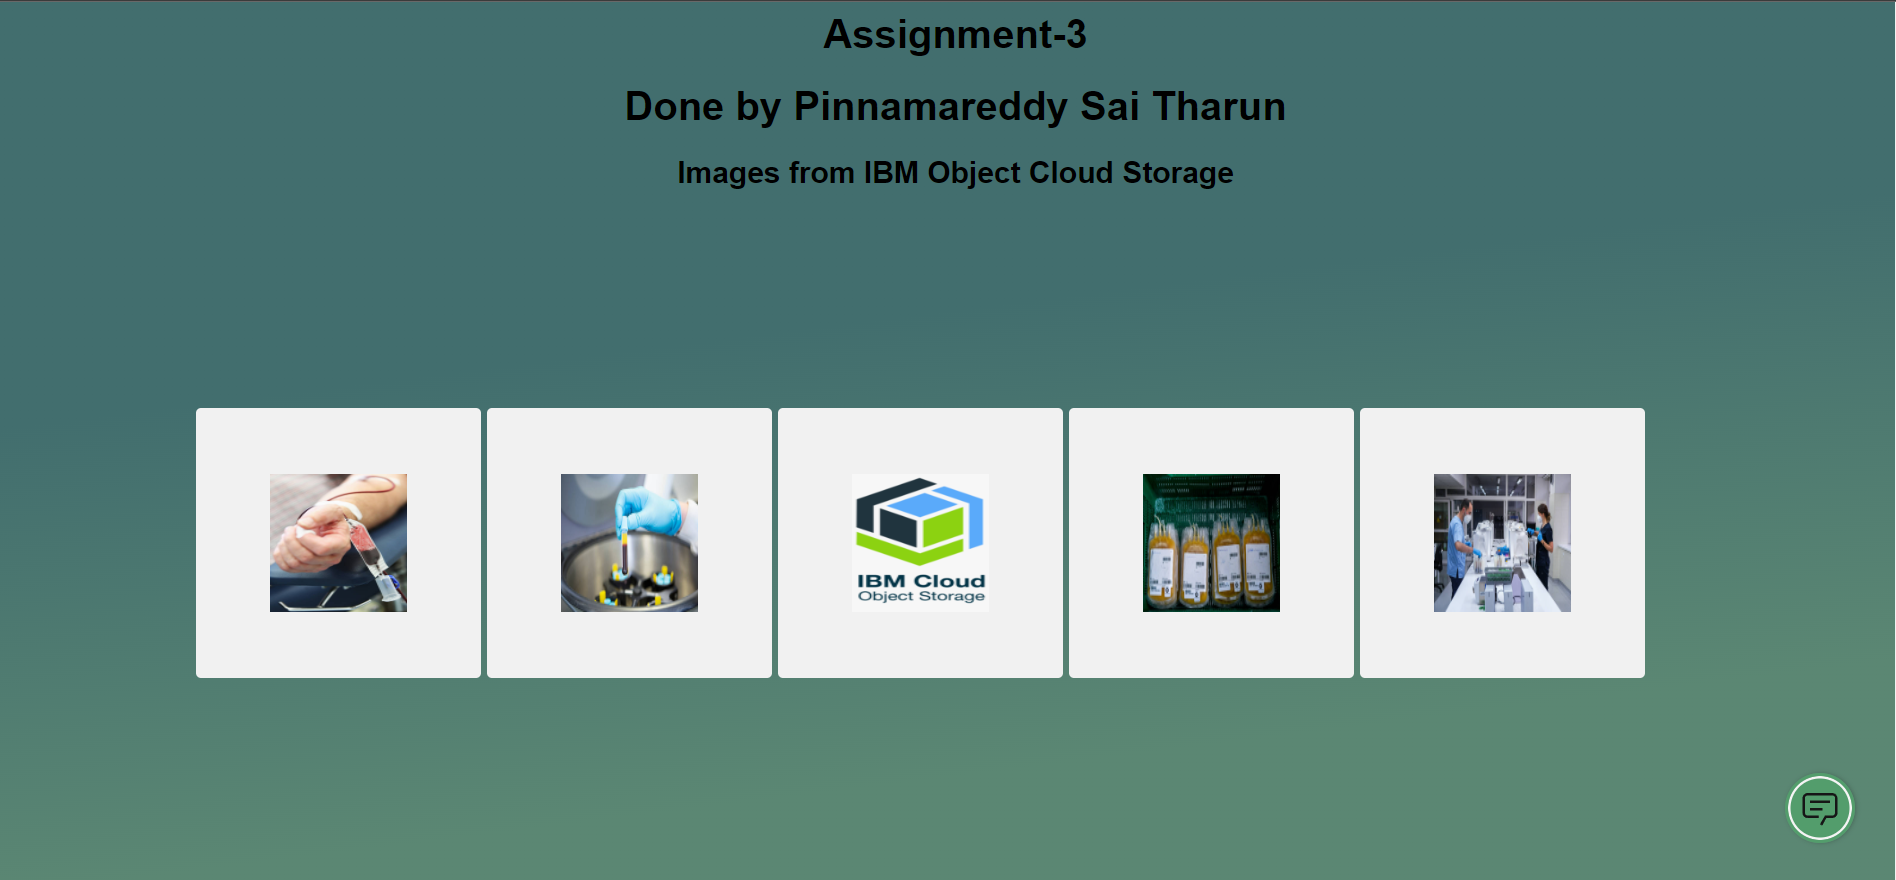 Assignment-3
Done by Pinnamareddy Sai Tharun
Images from IBM Object Cloud Storage
IBM Cloud
Object Storage